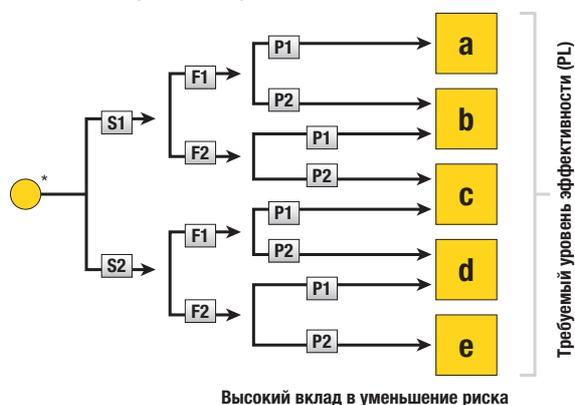 P1
a
F1
P2
b
S1
P1
F2
P2
c
*
P1
F1
P2
d
S2
P1
F2
P2
e
Требуемый уровень эффективности (PL)
Высокий вклад в уменьшение риска